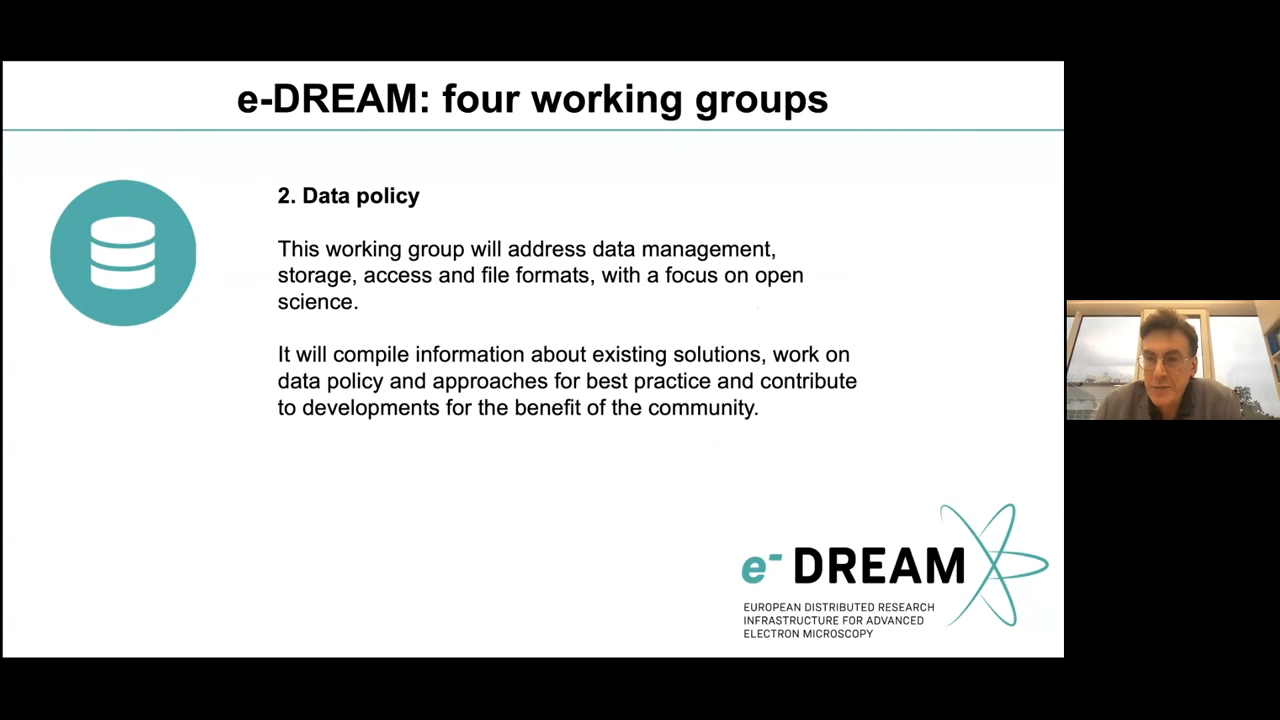 e-DREAM: four working groups
2. Data policy
This working group will address data management,
storage, access and file formats, with a focus on open
science.
It will compile information about existing solutions, work on
data policy and approaches for best practice and contribute
to developments for the benefit of the community.
e- DREAM
EUROPEAN DISTRIBUTED RESEARCH
INFRASTRUCTURE FOR ADVANCED
ELECTRON MICROSCOPY